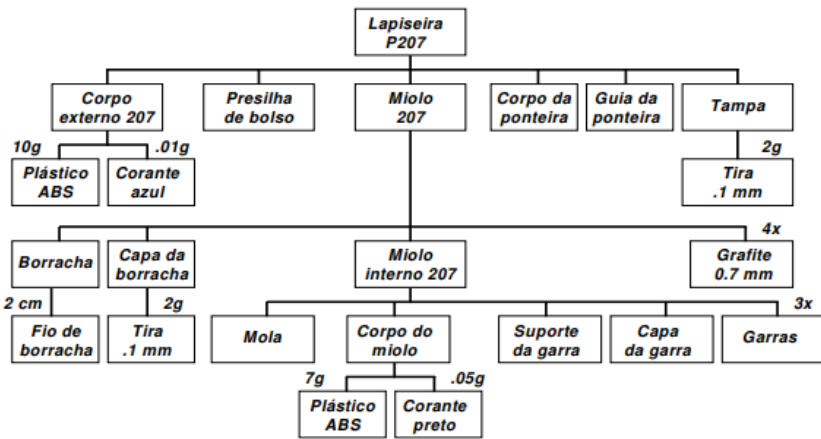 Lapiseira
P207
Corpo
externo 207
Presilha
de bolso
Miolo
207
Corpo da
ponteira
Guia da
ponteira
Tampa
10g
.01g
2g
Plástico
ABS
Corante
azul
Tira
.1 mm
4x
Borracha
Capa da
borracha
Miolo
interno 207
Grafite
0.7 mm
2 cm
2g
3x
Fio de
borracha
Tira
.1 mm
Mola
Corpo do
miolo
Suporte
da garra
Capa
da garra
Garras
7g
.05g
Plástico
ABS
Corante
preto